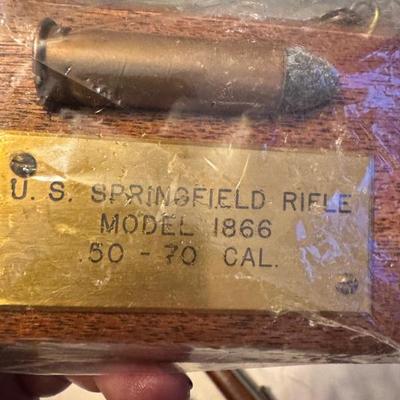 U. S. SPRINGFIELD RIFLE
MODEL 1866
.50 - 70 CAL.